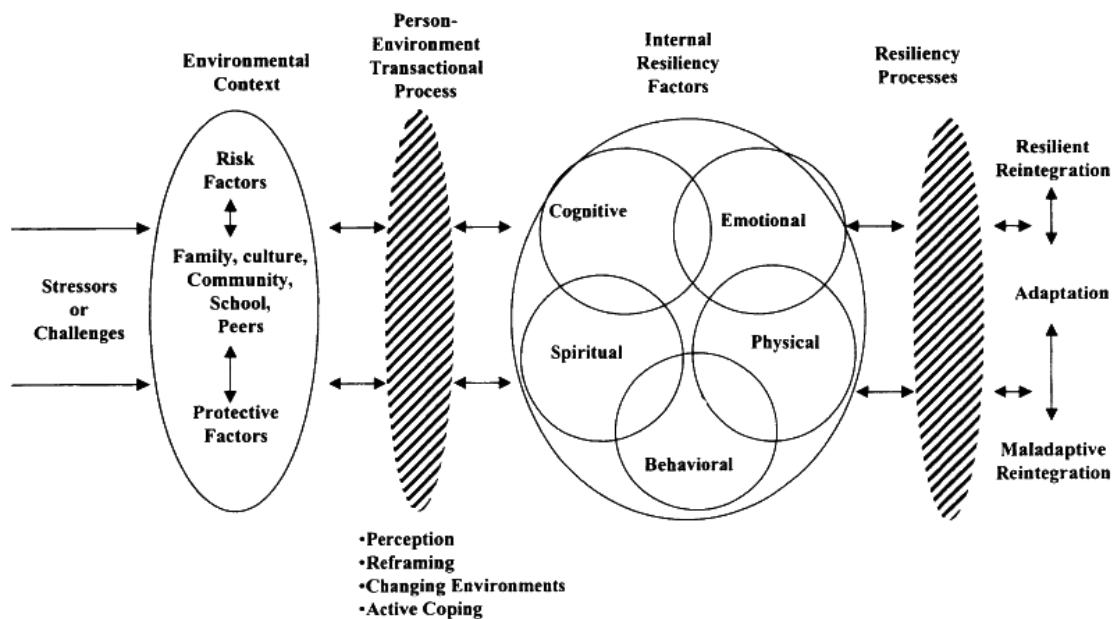 Environmental
Context
Person-
Environment
Transactional
Process
Internal
Resiliency
Factors
Resiliency
Processes
Stressors
or
Challenges
Risk
Factors
Family, culture,
Community,
School,
Peers
Protective
Factors
•Perception
•Reframing
•Changing Environments
•Active Coping
Cognitive
Emotional
Spiritual
Physical
Behavioral
Resilient
Reintegration
Adaptation
Maladaptive
Reintegration